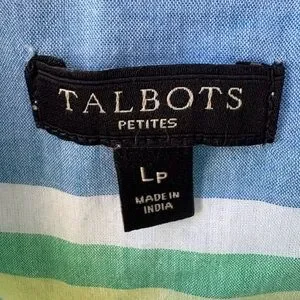 TALBOTS
PETITES
LP
MADE IN
INDIA